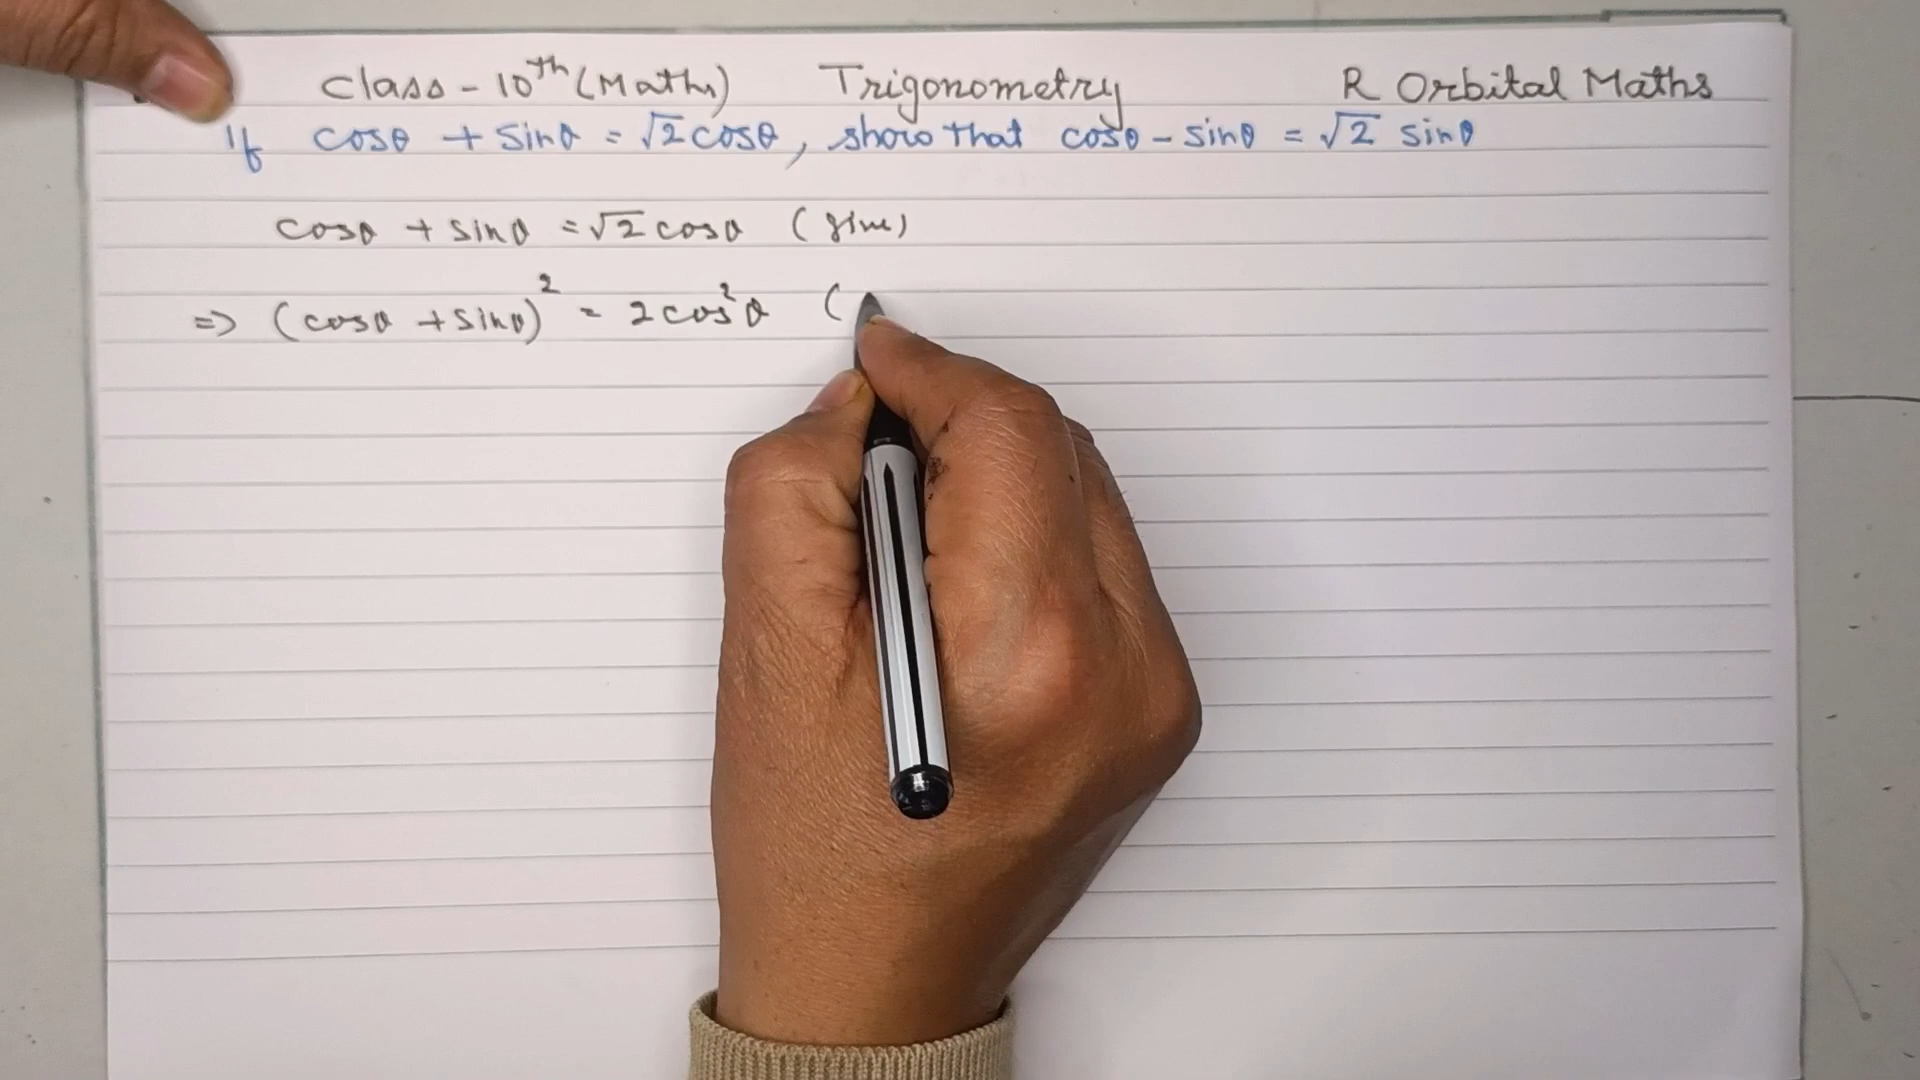 Class - 10th (Maths) Trigonometry R Orbital Maths
If cosθ + sinθ = √2 cosθ, show that cosθ - sinθ = √2 sinθ
cosθ + sinθ = √2 cosθ (
⇒ (cosθ + sinθ)² = 2cos²θ (